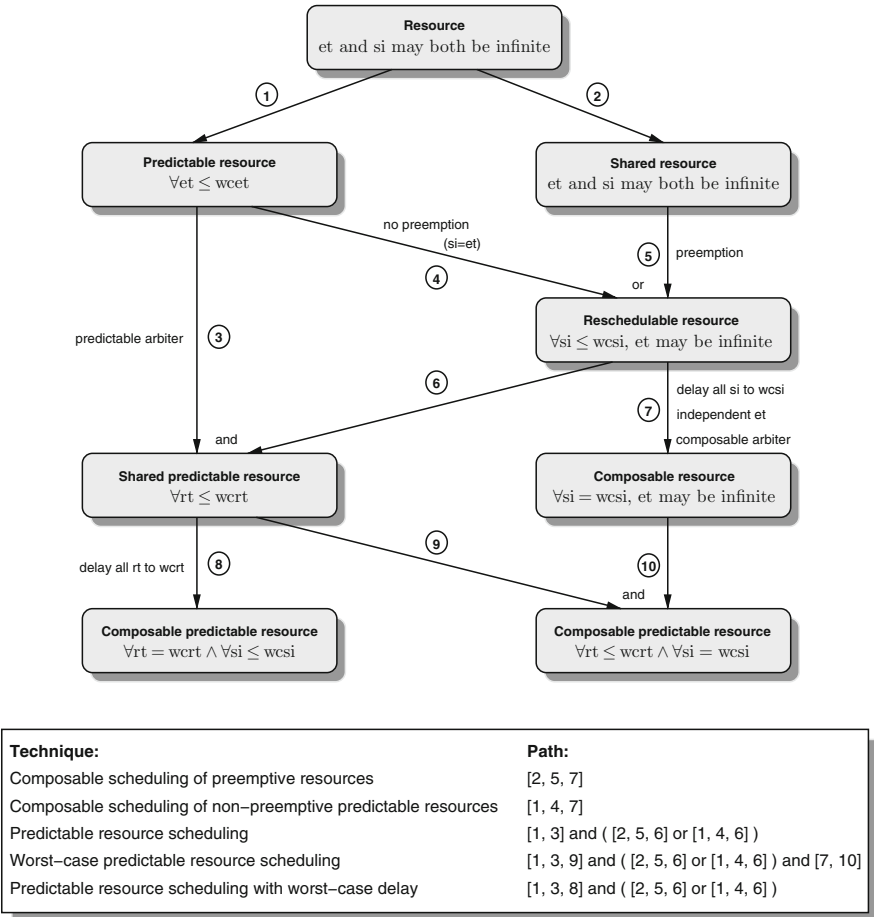 Resource
et and si may both be infinite
1
2
Predictable resource
∀et ≤ wcet
Shared resource
et and si may both be infinite
no preemption
(si=et)
4
5
preemption
or
predictable arbiter
3
Reschedulable resource
∀si ≤ wcsi, et may be infinite
6
7
delay all si to wcsi
independent et
composable arbiter
and
Shared predictable resource
∀rt ≤ wcrt
Composable resource
∀si = wcsi, et may be infinite
delay all rt to wcrt
8
9
10
and
Composable predictable resource
∀rt = wcrt ∧ ∀si ≤ wcsi
Composable predictable resource
∀rt ≤ wcrt ∧ ∀si = wcsi
Technique: Path:
Composable scheduling of preemptive resources [2, 5, 7]
Composable scheduling of non−preemptive predictable resources [1, 4, 7]
Predictable resource scheduling [1, 3] and ( [2, 5, 6] or [1, 4, 6] )
Worst−case predictable resource scheduling [1, 3, 9] and ( [2, 5, 6] or [1, 4, 6] ) and [7, 10]
Predictable resource scheduling with worst−case delay [1, 3, 8] and ( [2, 5, 6] or [1, 4, 6] )